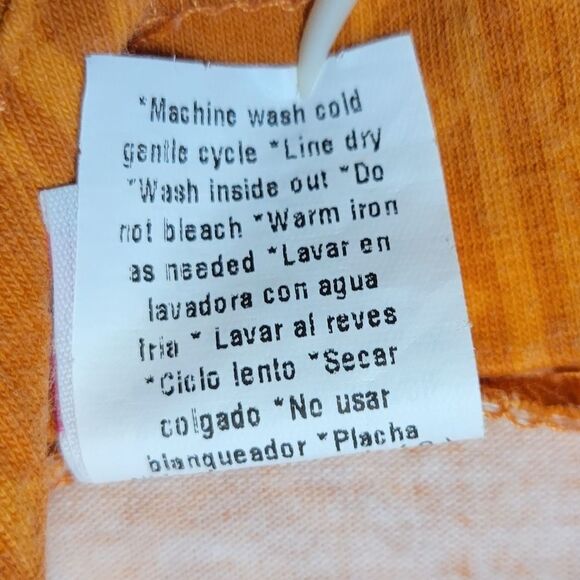 *Machine wash cold
gentle cycle *Line dry
*Wash inside out *Do
not bleach *Warm iron
as needed *Lavar en
lavadora con agua
fria * Lavar al reves
*Ciclo lento *Secar
colgado *No usar
blanqueador *Placha